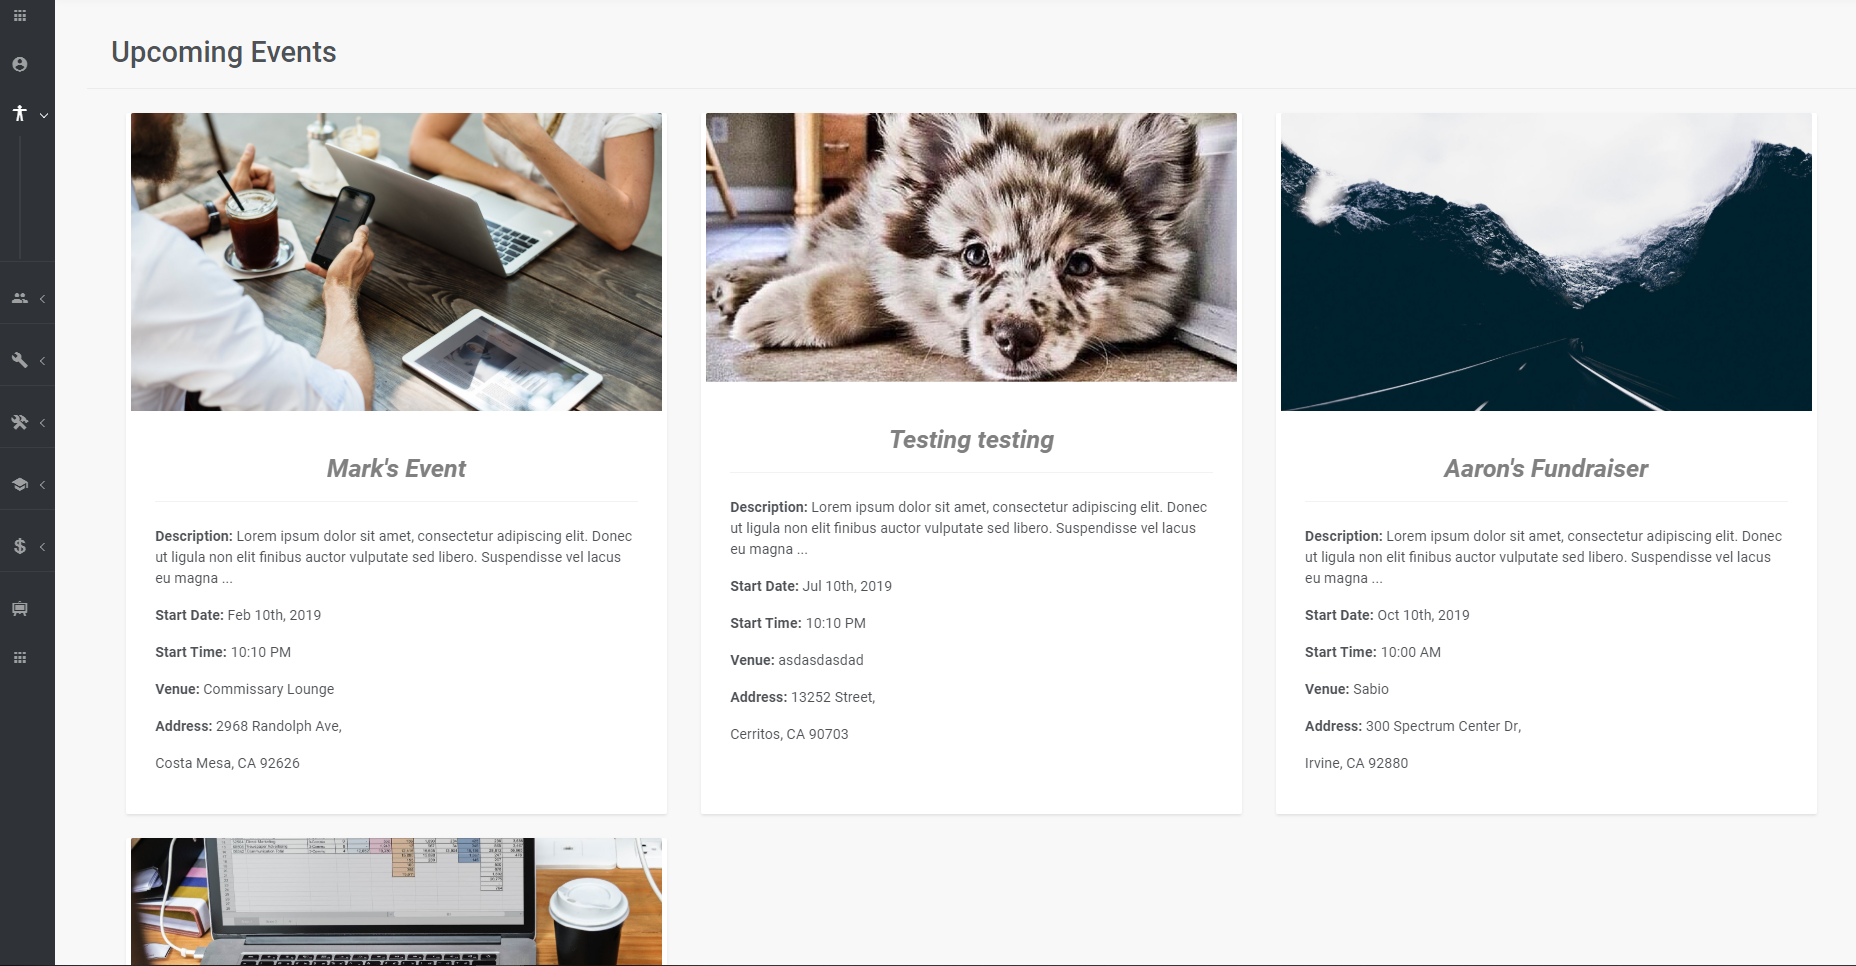 Upcoming Events
Mark's Event
Description: Lorem ipsum dolor sit amet, consectetur adipiscing elit. Donec
ut ligula non elit finibus auctor vulputate sed libero. Suspendisse vel lacus
eu magna ...
Start Date: Feb 10th, 2019
Start Time: 10:10 PM
Venue: Commissary Lounge
Address: 2968 Randolph Ave,
Costa Mesa, CA 92626
Testing testing
Description: Lorem ipsum dolor sit amet, consectetur adipiscing elit. Donec
ut ligula non elit finibus auctor vulputate sed libero. Suspendisse vel lacus
eu magna ...
Start Date: Jul 10th, 2019
Start Time: 10:10 PM
Venue: asdasdasdad
Address: 13252 Street,
Cerritos, CA 90703
Aaron's Fundraiser
Description: Lorem ipsum dolor sit amet, consectetur adipiscing elit. Donec
ut ligula non elit finibus auctor vulputate sed libero. Suspendisse vel lacus
eu magna ...
Start Date: Oct 10th, 2019
Start Time: 10:00 AM
Venue: Sabio
Address: 300 Spectrum Center Dr,
Irvine, CA 92880